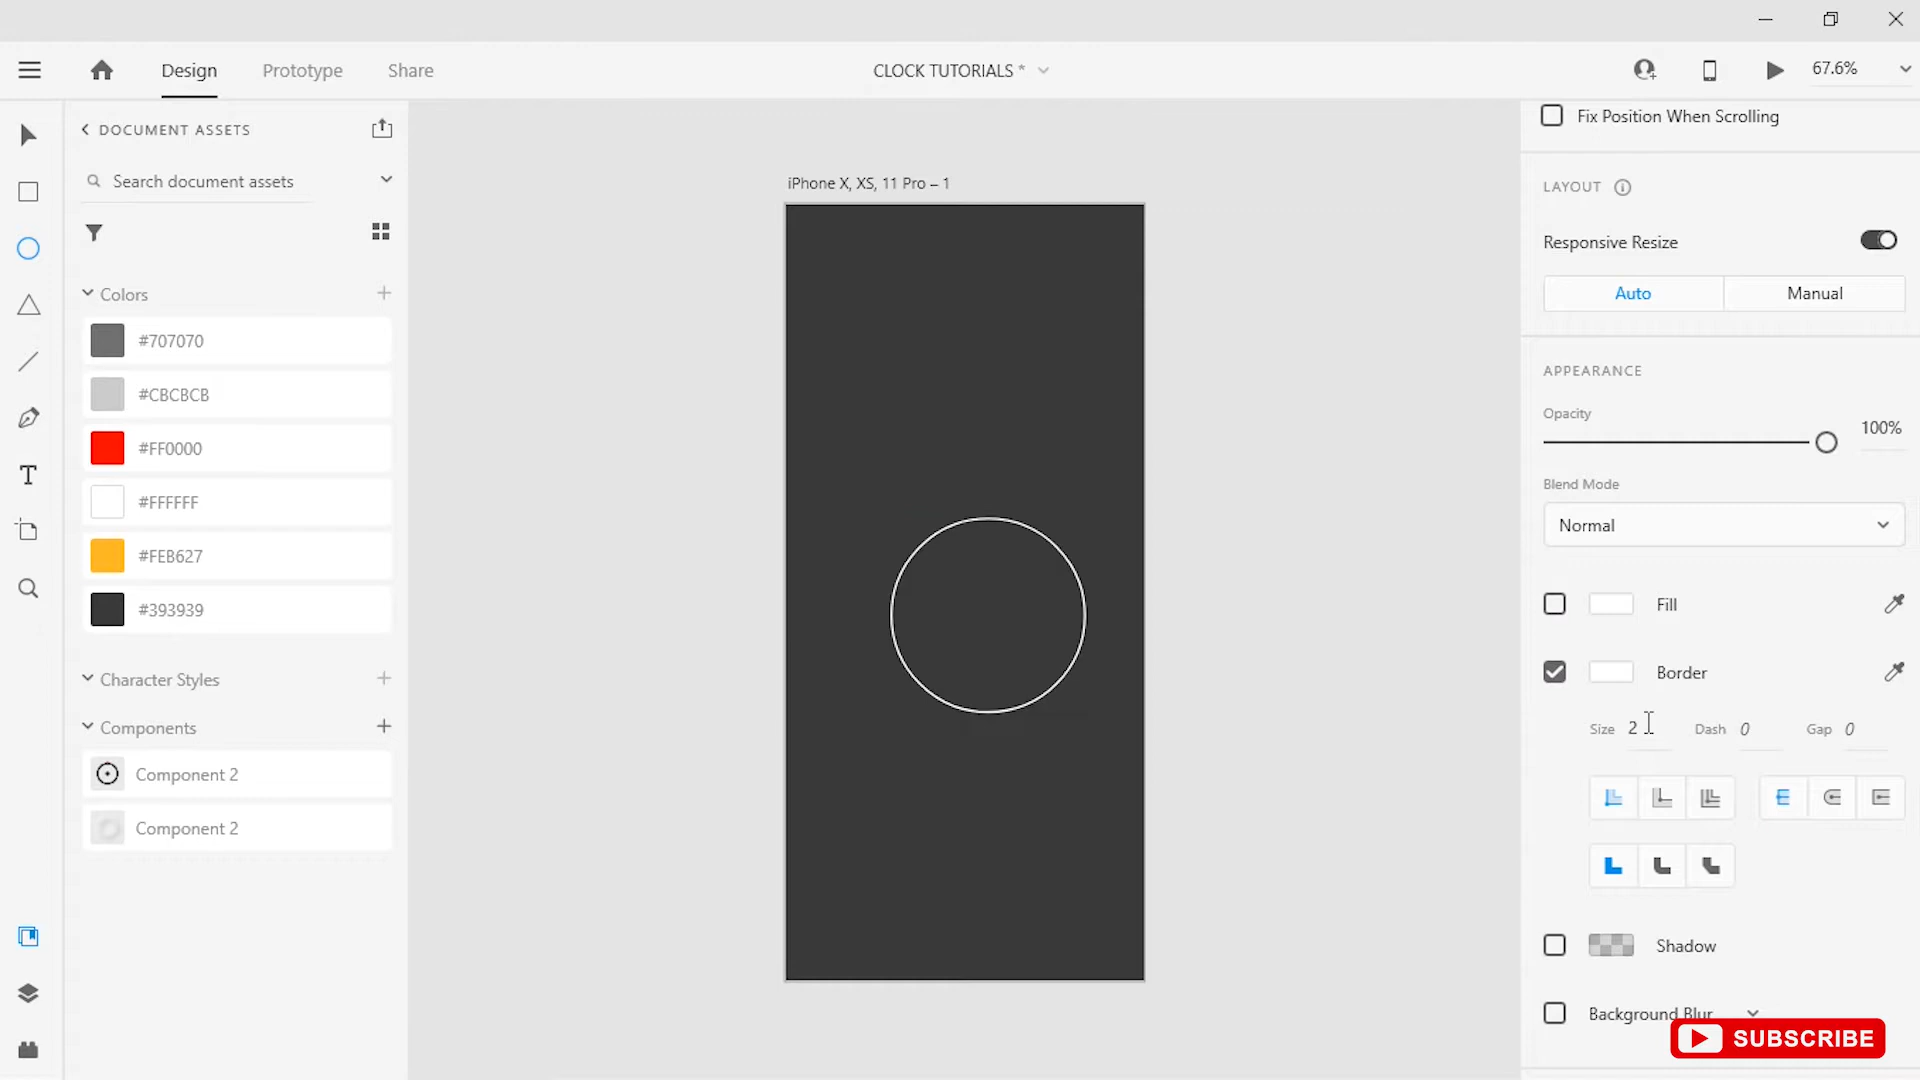 Design Prototype Share CLOCK TUTORIALS * 67.6%
DOCUMENT ASSETS
Search document assets
Colors
#707070
#CBCBCB
#FF0000
#FFFFFF
#FEB627
#393939
Character Styles
Components
Component 2
Component 2
iPhone X, XS, 11 Pro – 1
Fix Position When Scrolling
LAYOUT
Responsive Resize
Auto Manual
APPEARANCE
Opacity
100%
Blend Mode
Normal
Fill
Border
Size 2 Dash 0 Gap 0
Shadow
Background Blur
SUBSCRIBE